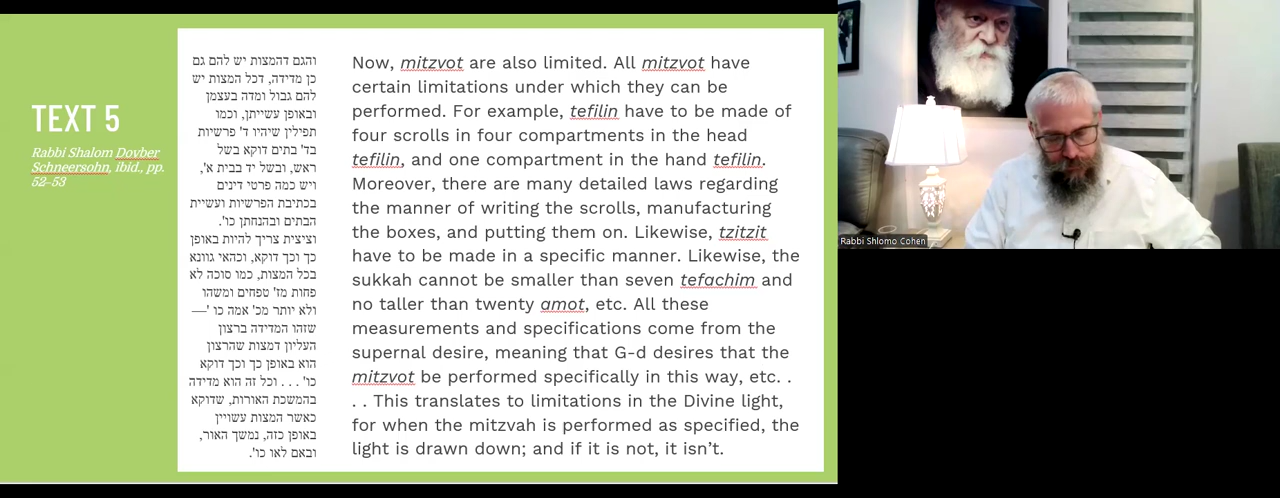 TEXT 5
Rabbi Shalom Dovber
Schneersohn, ibid., pp.
52–53
והגם דהמצות יש להם גם
כן מדידה, דכל המצות יש
להם גבול ומדה בעצמן
ובאופן עשייתן, וכמו
תפילין שיהיו ד' פרשיות
בד' בתים דוקא בשל
ראש, ובשל יד בבית א',
ויש כמה פרטי דינים
בכתיבת הפרשיות ועשיית
הבתים ובהנחתן כו'.
וציצית צריך להיות באופן
כך וכך דוקא, וכהאי גוונא
בכל המצות, כמו סוכה לא
פחות מז' טפחים ומשהו
ולא יותר מכ' אמה כו '—
שזהו המדידה ברצון
העליון דמצות שהרצון
הוא באופן כך וכך דוקא
כו' . . . וכל זה הוא מדידה
בהמשכת האורות, שדוקא
כאשר המצות עשויין
באופן כזה, נמשך האור,
ובאם לאו כו'.
Now, mitzvot are also limited. All mitzvot have
certain limitations under which they can be
performed. For example, tefilin have to be made of
four scrolls in four compartments in the head
tefilin, and one compartment in the hand tefilin.
Moreover, there are many detailed laws regarding
the manner of writing the scrolls, manufacturing
the boxes, and putting them on. Likewise, tzitzit
have to be made in a specific manner. Likewise, the
sukkah cannot be smaller than seven tefachim and
no taller than twenty amot, etc. All these
measurements and specifications come from the
supernal desire, meaning that G-d desires that the
mitzvot be performed specifically in this way, etc. .
. . This translates to limitations in the Divine light,
for when the mitzvah is performed as specified, the
light is drawn down; and if it is not, it isn't.
Rabbi Shlomo Cohen